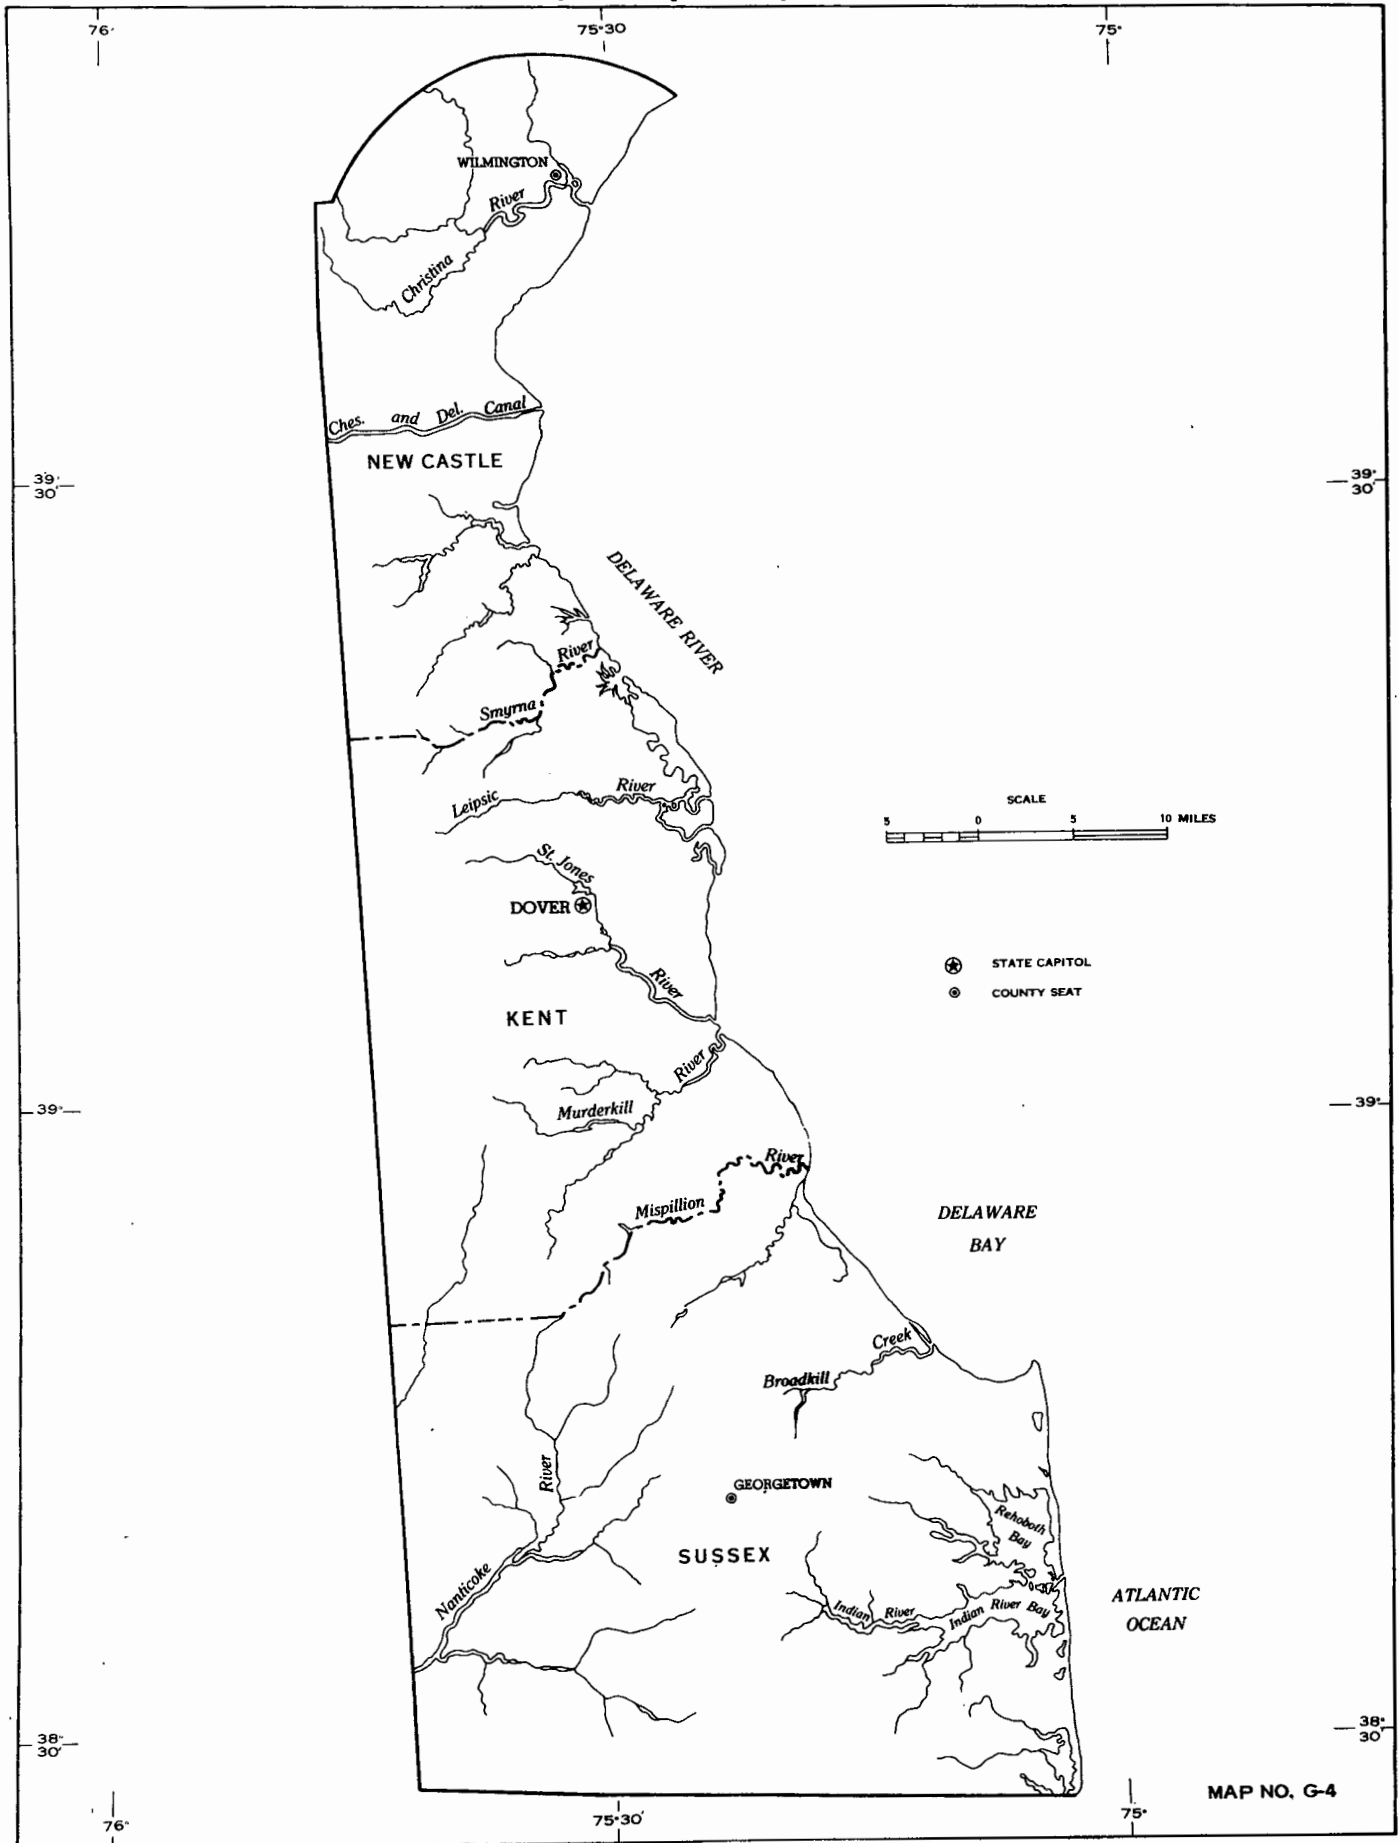 76°
75°30
75°
WILMINGTON
River
Christina
Ches. and Del. Canal
NEW CASTLE
39°
30'
39°
30'
DELAWARE RIVER
River
Smyrna
Leipsic River
SCALE
5 0 5 10 MILES
St. Jones
DOVER
River
STATE CAPITOL
COUNTY SEAT
KENT
River
Murderkill
39°
39°
River
Mispillion
DELAWARE
BAY
Creek
Broadkill
River
GEORGETOWN
Rehoboth
Bay
SUSSEX
Nanticoke
Indian River
Indian River Bay
ATLANTIC
OCEAN
38°
30'
38°
30'
MAP NO. G-4
76°
75°30'
75°